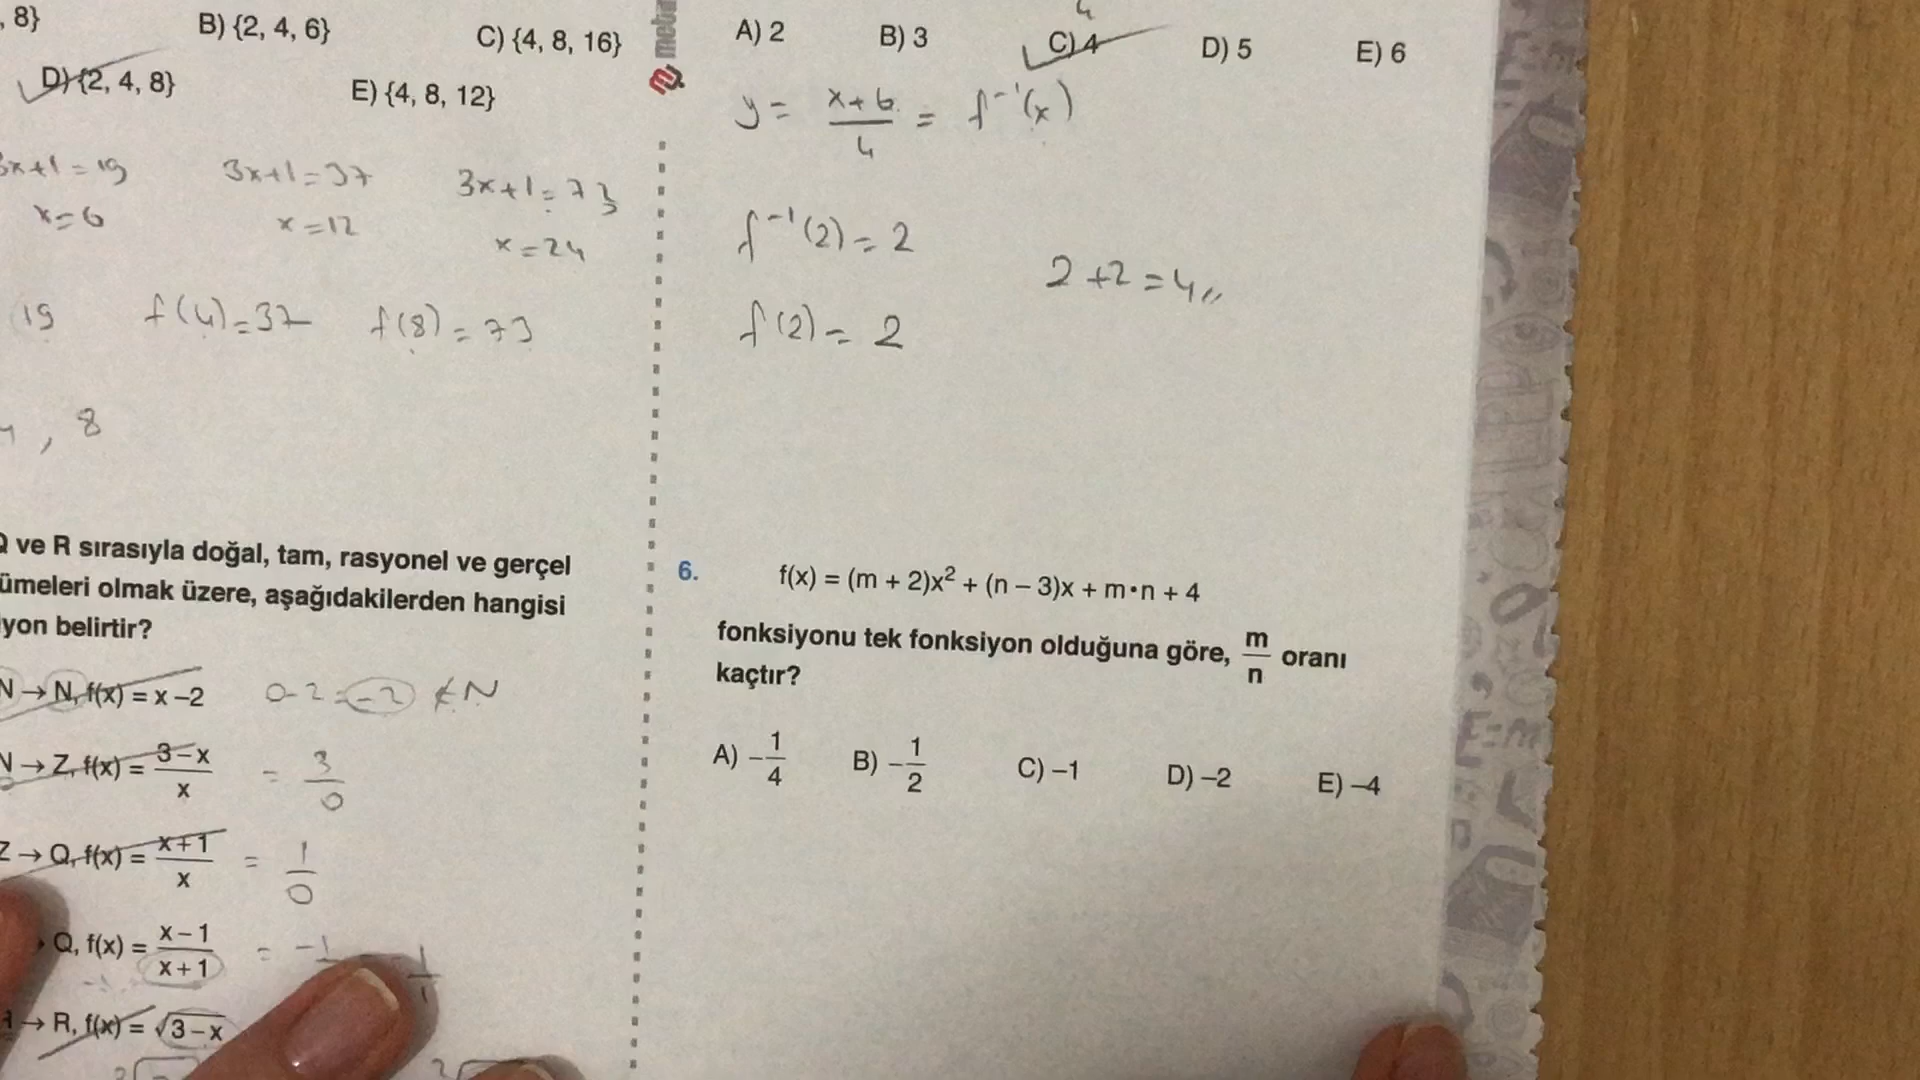 , 8}
B) {2, 4, 6}
C) {4, 8, 16}
D) {2, 4, 8}
E) {4, 8, 12}
3x+1=19
3x+1=37
3x+1=73
x=6
x=12
x=24
19
f(4)=37
f(8)=73
, 8
ve R sırasıyla doğal, tam, rasyonel ve gerçel
ümeleri olmak üzere, aşağıdakilerden hangisi
yon belirtir?
N → N, f(x) = x – 2
0-2=-2 ∉ N
N → Z, f(x) = 3 – x / x
= 3/0
Z → Q, f(x) = x + 1 / x
= 1/0
Q, f(x) = x – 1 / x + 1
= -1
→ R, f(x) = √3 – x
A) 2
B) 3
C) 4
D) 5
E) 6
4
y = x+6 / 4 = f⁻¹(x)
f⁻¹(2) = 2
f(2) = 2
2+2=4,,
6.
f(x) = (m + 2)x² + (n – 3)x + m•n + 4
fonksiyonu tek fonksiyon olduğuna göre, m/n oranı
kaçtır?
A) –1/4
B) –1/2
C) –1
D) –2
E) –4